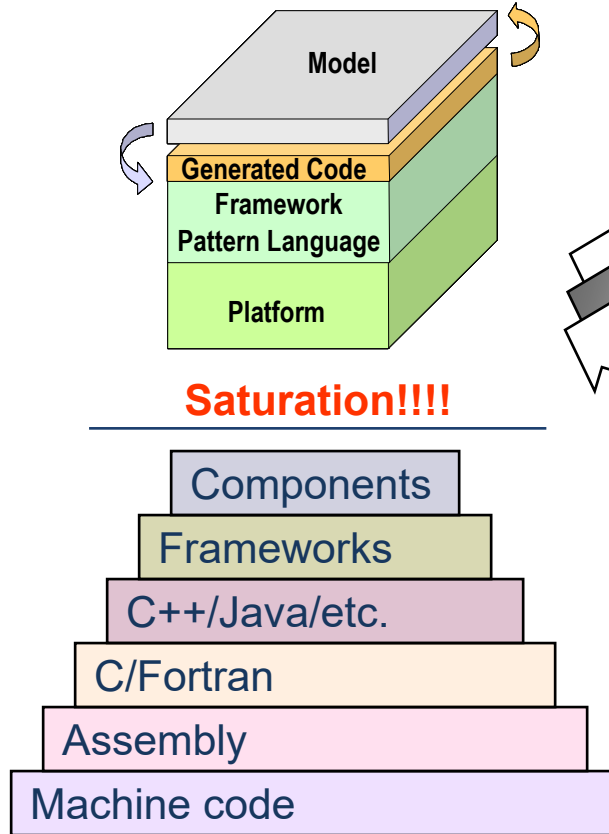 Model
Generated Code
Framework
Pattern Language
Platform
Saturation!!!!
Components
Frameworks
C++/Java/etc.
C/Fortran
Assembly
Machine code